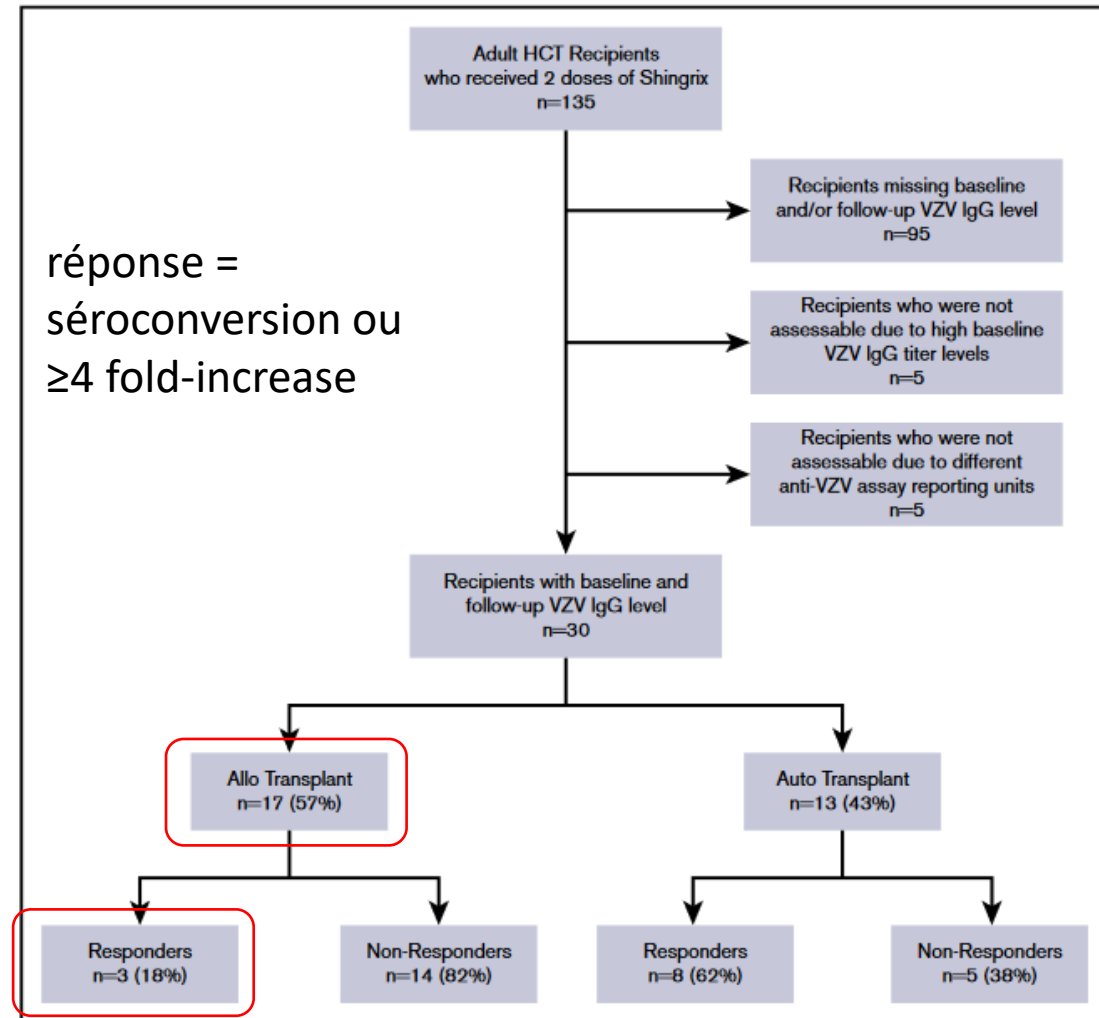 Adult HCT Recipients
who received 2 doses of Shingrix
n=135
Recipients missing baseline
and/or follow-up VZV IgG level
n=95
réponse =
séroconversion ou
≥4 fold-increase
Recipients who were not
assessable due to high baseline
VZV IgG titer levels
n=5
Recipients who were not
assessable due to different
anti-VZV assay reporting units
n=5
Recipients with baseline and
follow-up VZV IgG level
n=30
Allo Transplant
n=17 (57%)
Auto Transplant
n=13 (43%)
Responders
n=3 (18%)
Non-Responders
n=14 (82%)
Responders
n=8 (62%)
Non-Responders
n=5 (38%)